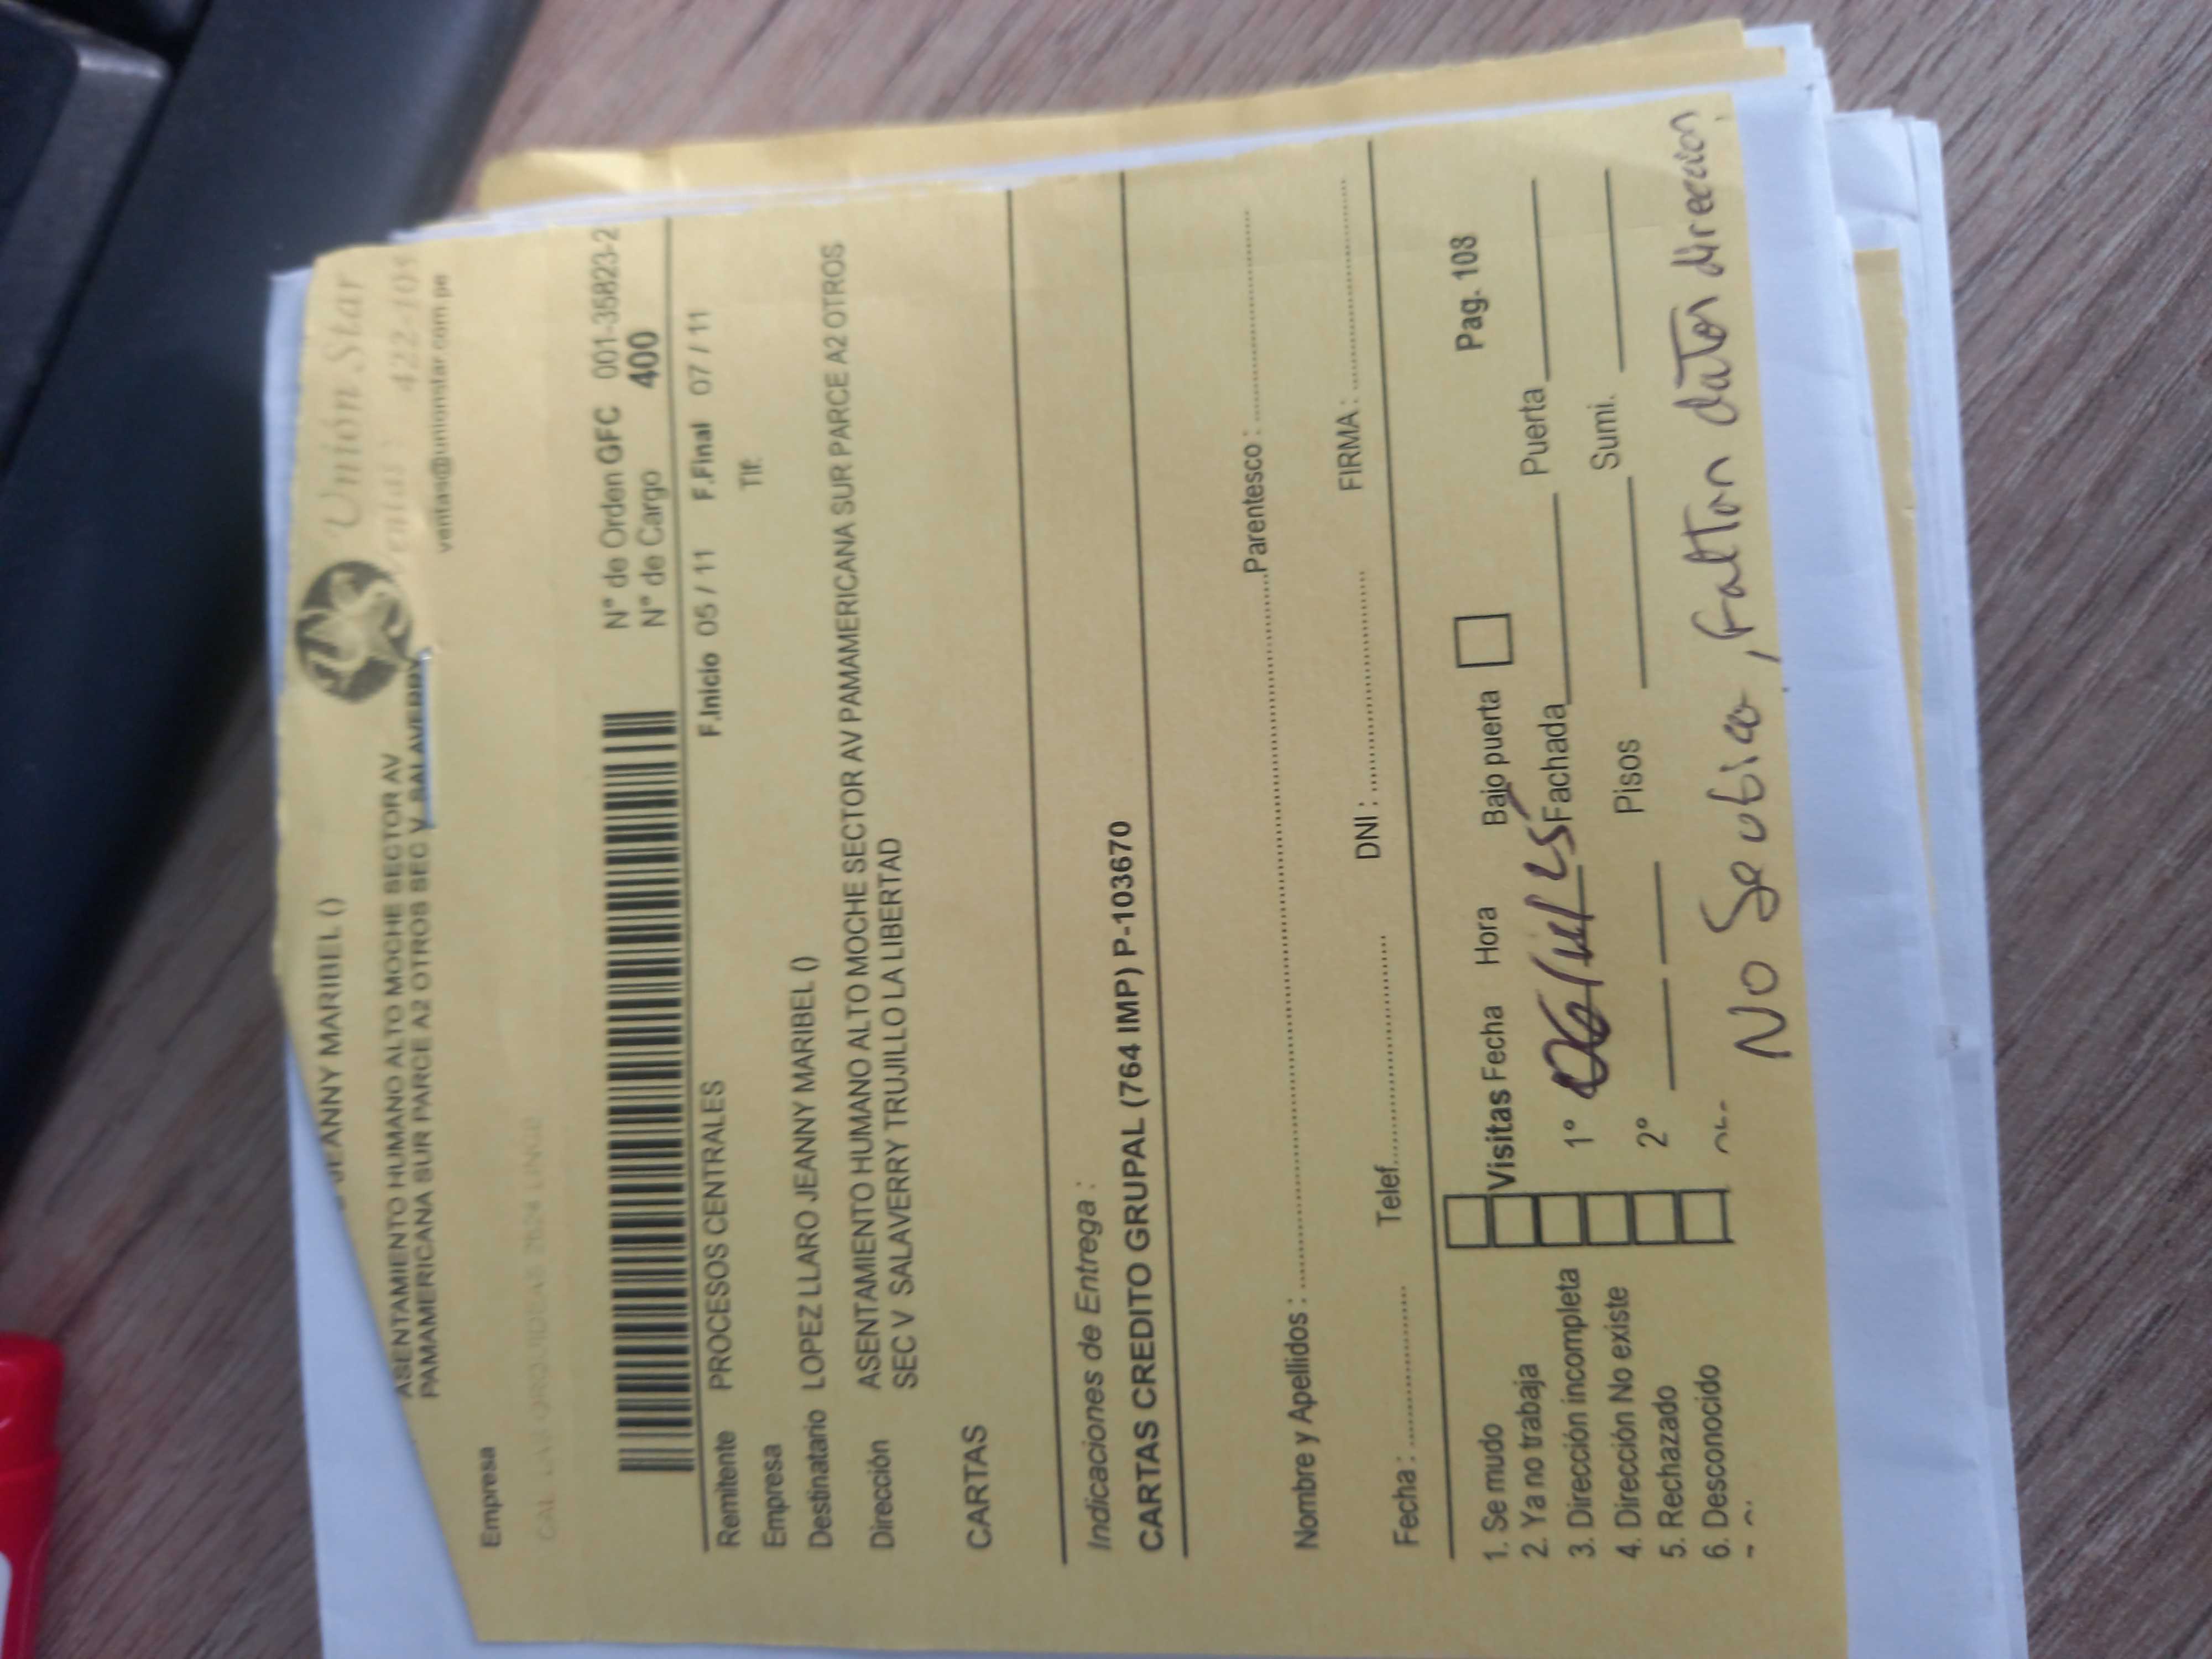 JEANNY MARIBEL ()
ASENTAMIENTO HUMANO ALTO MOCHE SECTOR AV
PAMAMERICANA SUR PARCE A2 OTROS SEC V SALAVERRY
Unión Star
ventas@unionstar.com.pe
Empresa
N° de Orden GFC 001-35823-2
N° de Cargo 400
Remitente PROCESOS CENTRALES
F.Inicio 05 / 11 F.Final 07 / 11
Empresa
Tlf.
Destinatario LOPEZ LLARO JEANNY MARIBEL ()
Dirección ASENTAMIENTO HUMANO ALTO MOCHE SECTOR AV PAMAMERICANA SUR PARCE A2 OTROS
SEC V SALAVERRY TRUJILLO LA LIBERTAD
CARTAS
Indicaciones de Entrega :
CARTAS CREDITO GRUPAL (764 IMP) P-103670
Nombre y Apellidos : Parentesco :
Fecha : Telef. DNI : FIRMA :
1. Se mudo
2. Ya no trabaja
3. Dirección incompleta
4. Dirección No existe
5. Rechazado
6. Desconocido
Visitas Fecha Hora Bajo puerta Pag. 108
1° 06/11/25 Fachada Puerta
2° Pisos Sumi.
No Se ubico, faltan datos direccion